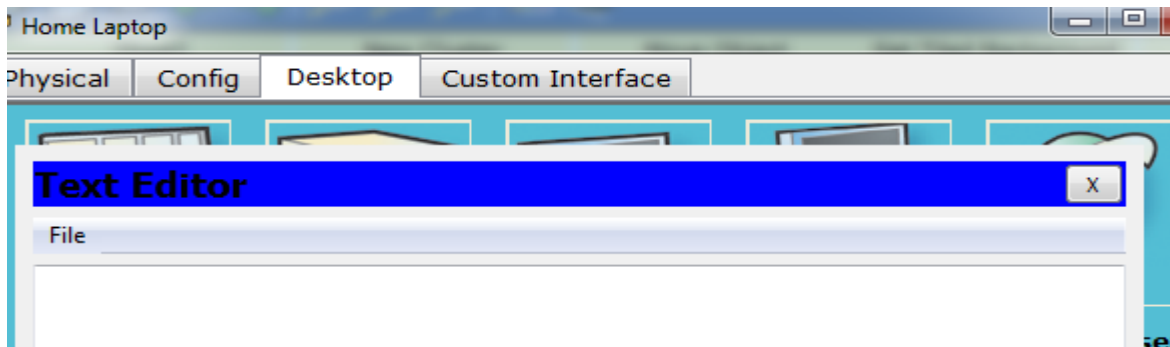 Home Laptop
Physical Config Desktop Custom Interface
Text Editor X
File